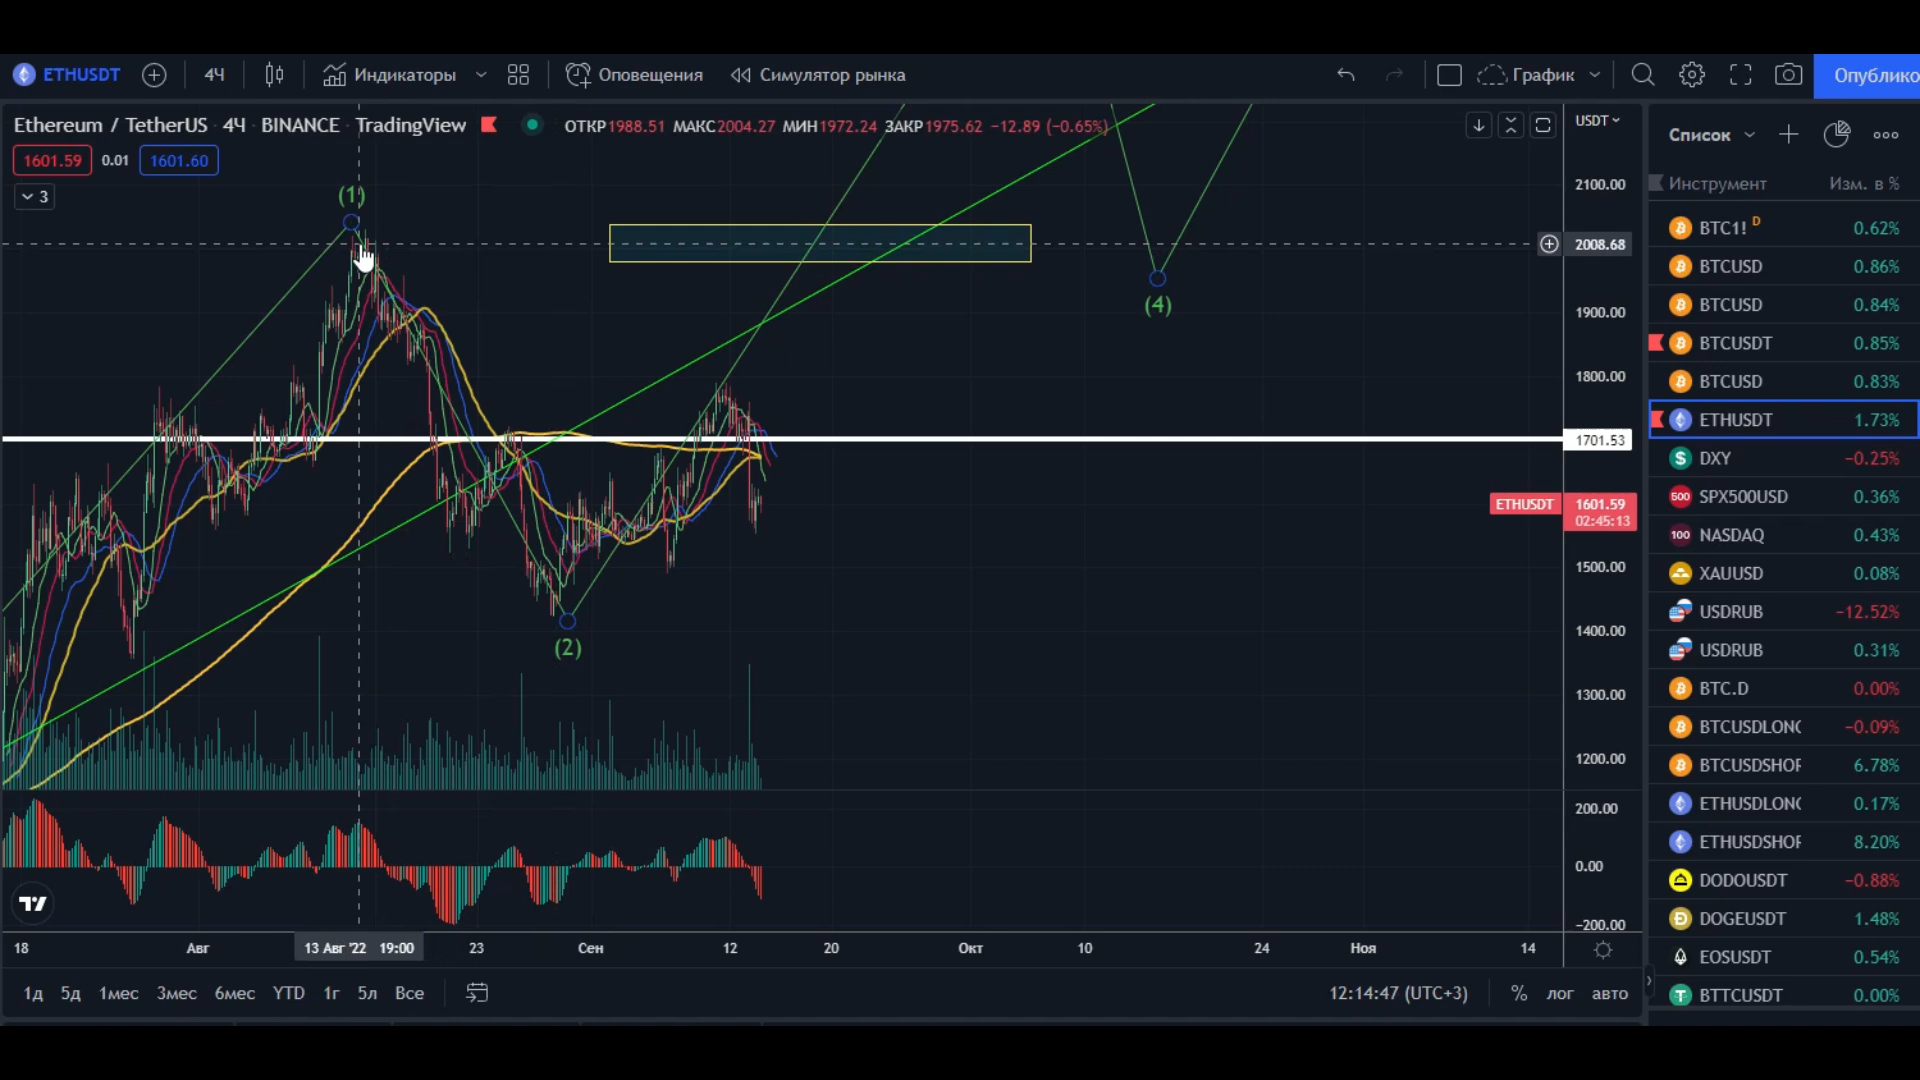 ETHUSDT 4Ч Индикаторы Оповещения Симулятор рынка График Опублико
Ethereum / TetherUS · 4Ч · BINANCE · TradingView ОТКР1988.51 МАКС2004.27 МИН1972.24 ЗАКР1975.62 −12.89 (−0.65%)
1601.59 0.01 1601.60
3
(1)
(2)
(4)
USDT
2100.00
2008.68
1900.00
1800.00
1701.53
ETHUSDT 1601.59
02:45:13
1500.00
1400.00
1300.00
1200.00
200.00
0.00
−200.00
18 Авг 13 Авг '22 19:00 23 Сен 12 20 Окт 10 24 Ноя 14
1д 5д 1мес 3мес 6мес YTD 1г 5л Все 12:14:47 (UTC+3) % лог авто
Список
Инструмент Изм. в %
BTC1! D 0.62%
BTCUSD 0.86%
BTCUSD 0.84%
BTCUSDT 0.85%
BTCUSD 0.83%
ETHUSDT 1.73%
$ DXY −0.25%
500 SPX500USD 0.36%
100 NASDAQ 0.43%
XAUUSD 0.08%
USDRUB −12.52%
USDRUB 0.31%
BTC.D 0.00%
BTCUSDLON −0.09%
BTCUSDSHO 6.78%
ETHUSDLON 0.17%
ETHUSDSHO 8.20%
DODOUSDT −0.88%
DOGEUSDT 1.48%
EOSUSDT 0.54%
BTTCUSDT 0.00%